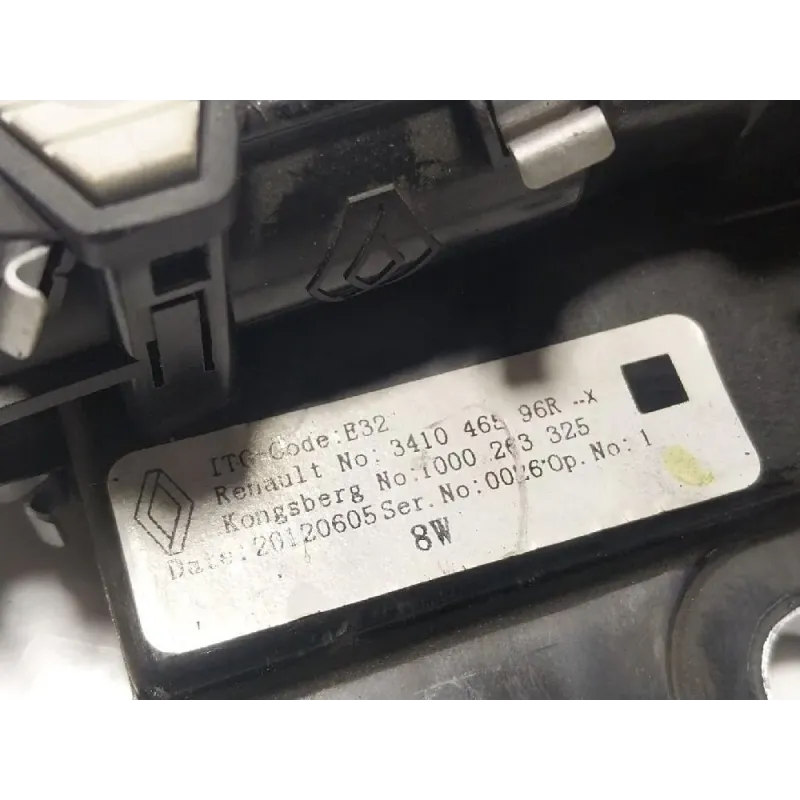 ITG-Code:E32
Renault No: 3410 465 96R --X
Kongsberg No:1000 263 325
Date:20120605 Ser.No:0026 Op.No:1
8W